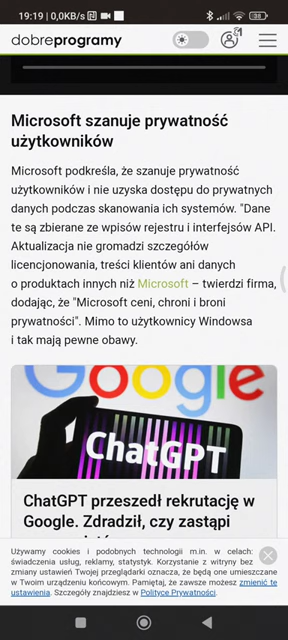 19:19 | 0,0KB/s
38
dobreprogramy
Microsoft szanuje prywatność
użytkowników
Microsoft podkreśla, że szanuje prywatność
użytkowników i nie uzyska dostępu do prywatnych
danych podczas skanowania ich systemów. "Dane
te są zbierane ze wpisów rejestru i interfejsów API.
Aktualizacja nie gromadzi szczegółów
licencjonowania, treści klientów ani danych
o produktach innych niż Microsoft – twierdzi firma,
dodając, że "Microsoft ceni, chroni i broni
prywatności". Mimo to użytkownicy Windowsa
i tak mają pewne obawy.
Google
ChatGPT
ChatGPT przeszedł rekrutację w
Google. Zdradził, czy zastąpi
Używamy cookies i podobnych technologii m.in. w celach:
świadczenia usług, reklamy, statystyk. Korzystanie z witryny bez
zmiany ustawień Twojej przeglądarki oznacza, że będą one umieszczane
w Twoim urządzeniu końcowym. Pamiętaj, że zawsze możesz zmienić te
ustawienia. Szczegóły znajdziesz w Polityce Prywatności.